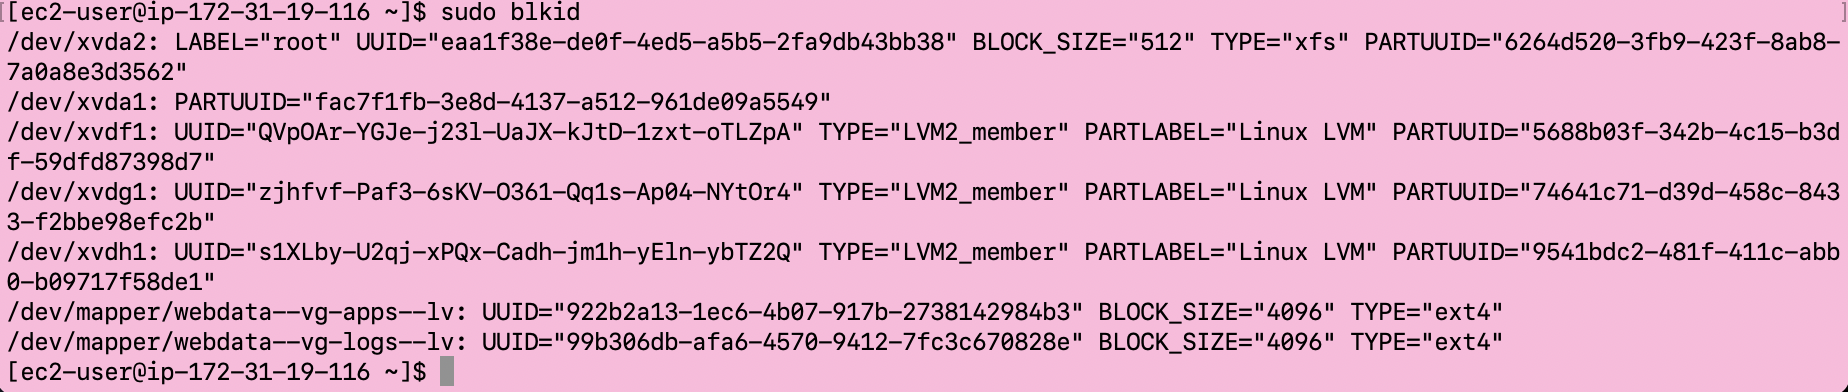 [ec2-user@ip-172-31-19-116 ~]$ sudo blkid
/dev/xvda2: LABEL="root" UUID="eaa1f38e-de0f-4ed5-a5b5-2fa9db43bb38" BLOCK_SIZE="512" TYPE="xfs" PARTUUID="6264d520-3fb9-423f-8ab8-
7a0a8e3d3562"
/dev/xvda1: PARTUUID="fac7f1fb-3e8d-4137-a512-961de09a5549"
/dev/xvdf1: UUID="QVpOAr-YGJe-j23l-UaJX-kJtD-1zxt-oTLZpA" TYPE="LVM2_member" PARTLABEL="Linux LVM" PARTUUID="5688b03f-342b-4c15-b3d
f-59dfd87398d7"
/dev/xvdg1: UUID="zjhfvf-Paf3-6sKV-O361-Qq1s-Ap04-NYtOr4" TYPE="LVM2_member" PARTLABEL="Linux LVM" PARTUUID="74641c71-d39d-458c-843
3-f2bbe98efc2b"
/dev/xvdh1: UUID="s1XLby-U2qj-xPQx-Cadh-jm1h-yEln-ybTZ2Q" TYPE="LVM2_member" PARTLABEL="Linux LVM" PARTUUID="9541bdc2-481f-411c-abb
0-b09717f58de1"
/dev/mapper/webdata--vg-apps--lv: UUID="922b2a13-1ec6-4b07-917b-2738142984b3" BLOCK_SIZE="4096" TYPE="ext4"
/dev/mapper/webdata--vg-logs--lv: UUID="99b306db-afa6-4570-9412-7fc3c670828e" BLOCK_SIZE="4096" TYPE="ext4"
[ec2-user@ip-172-31-19-116 ~]$